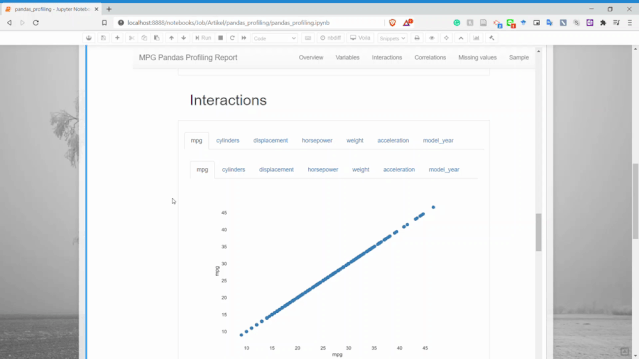 pandas_profiling - Jupyter Noteb
localhost:8888/notebooks/Job/Artikel/pandas_profiling/pandas_profiling.ipynb
Run Code nbdiff Voila Snippets
MPG Pandas Profiling Report Overview Variables Interactions Correlations Missing values Sample
Interactions
mpg cylinders displacement horsepower weight acceleration model_year
mpg cylinders displacement horsepower weight acceleration model_year
45
40
35
30
25
20
15
10
mpg
10 15 20 25 30 35 40 45
mpg